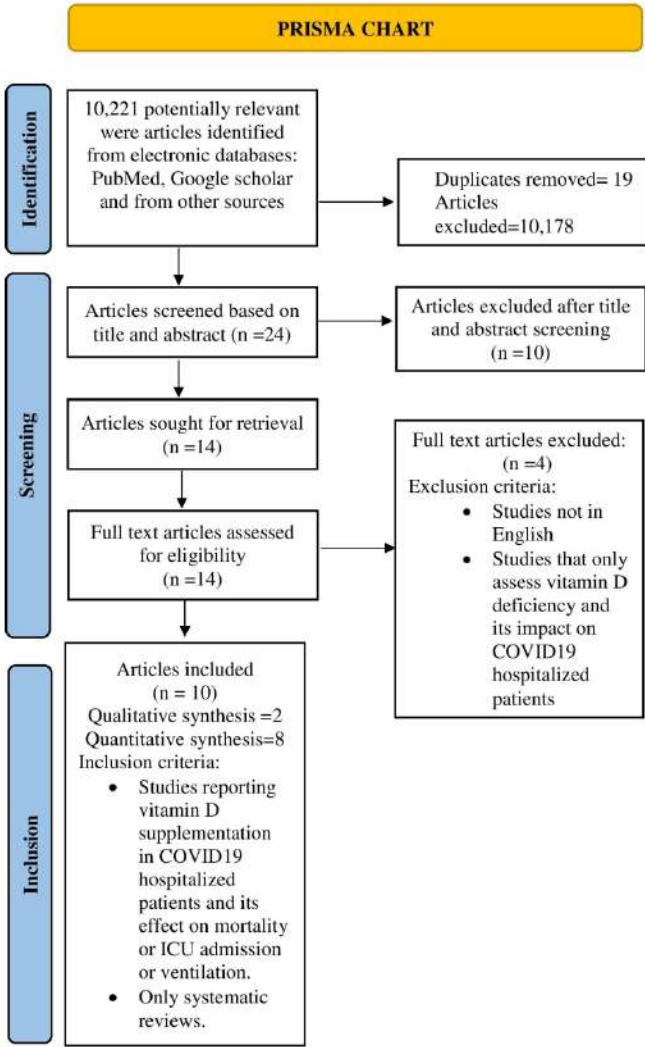 PRISMA CHART
Identification
10,221 potentially relevant
were articles identified
from electronic databases:
PubMed, Google scholar
and from other sources
Duplicates removed= 19
Articles
excluded=10,178
Screening
Articles screened based on
title and abstract (n =24)
Articles excluded after title
and abstract screening
(n =10)
Articles sought for retrieval
(n =14)
Full text articles assessed
for eligibility
(n =14)
Full text articles excluded:
(n =4)
Exclusion criteria:
• Studies not in
English
• Studies that only
assess vitamin D
deficiency and
its impact on
COVID19
hospitalized
patients
Inclusion
Articles included
(n = 10)
Qualitative synthesis =2
Quantitative synthesis=8
Inclusion criteria:
• Studies reporting
vitamin D
supplementation
in COVID19
hospitalized
patients and its
effect on mortality
or ICU admission
or ventilation.
• Only systematic
reviews.